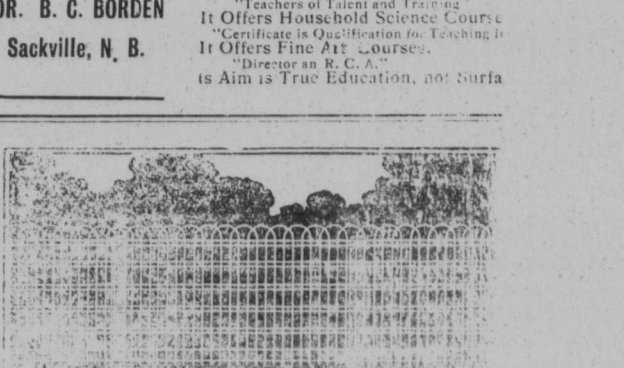 DR. B. C. BORDEN
Sackville, N. B.
"Teachers of Talent and Training"
It Offers Household Science Course
"Certificate is Qualification for Teaching
It Offers Fine Art Courses.
"Director an R. C. A."
is Aim is True Education, not Surfa